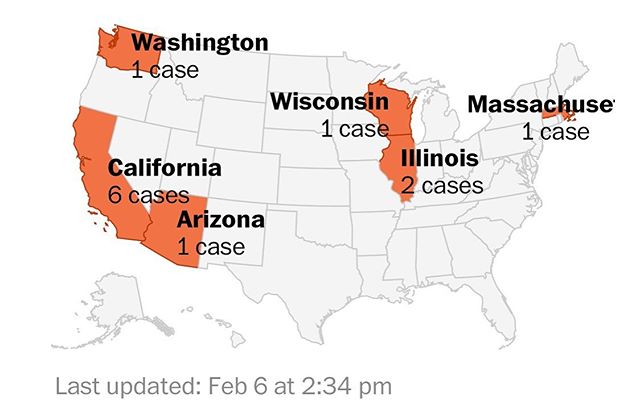 Washington
1 case
Wisconsin
1 case
Massachuse
1 case
California
6 cases
Illinois
2 cases
Arizona
1 case
Last updated: Feb 6 at 2:34 pm